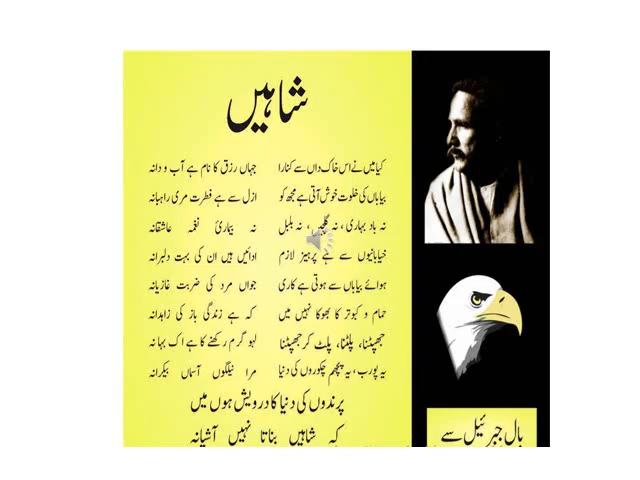 شاہیں
کیا میں نے اس خاک داں سے کنارا جہاں رزق کا نام ہے آب و دانہ
بیاباں کی خلوت خوش آتی ہے مجھ کو ازل سے ہے فطرت مری راہبانہ
نہ باد بہاری، نہ گلچیں، نہ بلبل نہ بیماریٔ نغمہ عاشقانہ
خیابانیوں سے ہے پرہیز لازم ادائیں ہیں ان کی بہت دلبرانہ
ہوائے بیاباں سے ہوتی ہے کاری جواں مرد کی ضربت غازیانہ
حمام و کبوتر کا بھوکا نہیں میں کہ ہے زندگی باز کی زاہدانہ
جھپٹنا، پلٹنا، پلٹ کر جھپٹنا لہو گرم رکھنے کا ہے اک بہانہ
یہ پورب، یہ پچھم چکوروں کی دنیا مرا نیلگوں آسماں بیکرانہ
پرندوں کی دنیا کا درویش ہوں میں
کہ شاہیں بناتا نہیں آشیانہ
بال جبرئیل سے